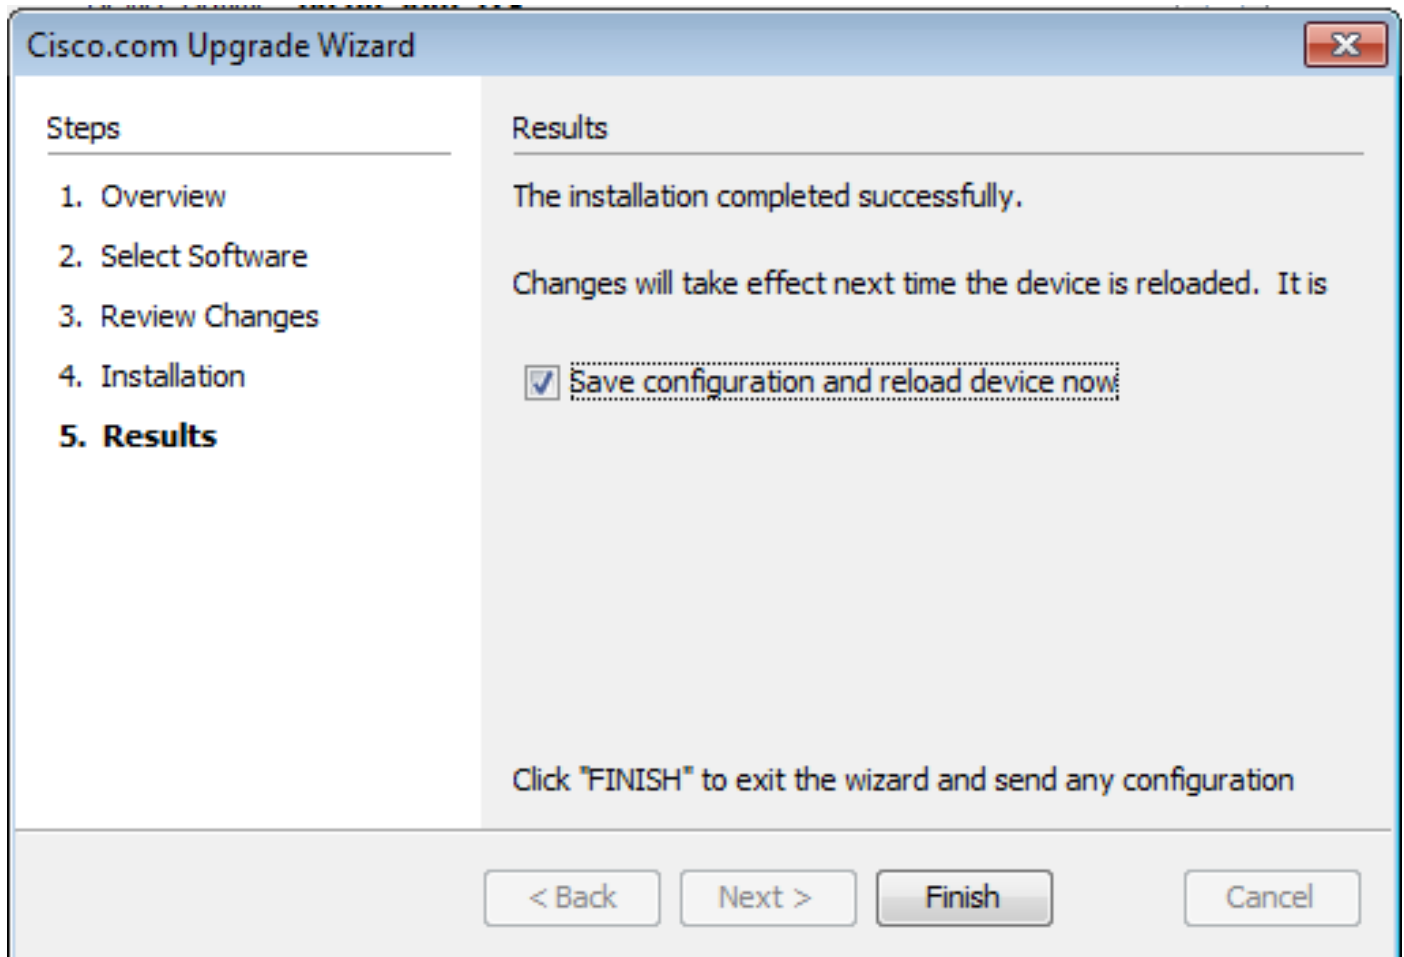 Cisco.com Upgrade Wizard
Steps
1. Overview
2. Select Software
3. Review Changes
4. Installation
5. Results
Results
The installation completed successfully.
Changes will take effect next time the device is reloaded. It is
Save configuration and reload device now
Click "FINISH" to exit the wizard and send any configuration
< Back
Next >
Finish
Cancel